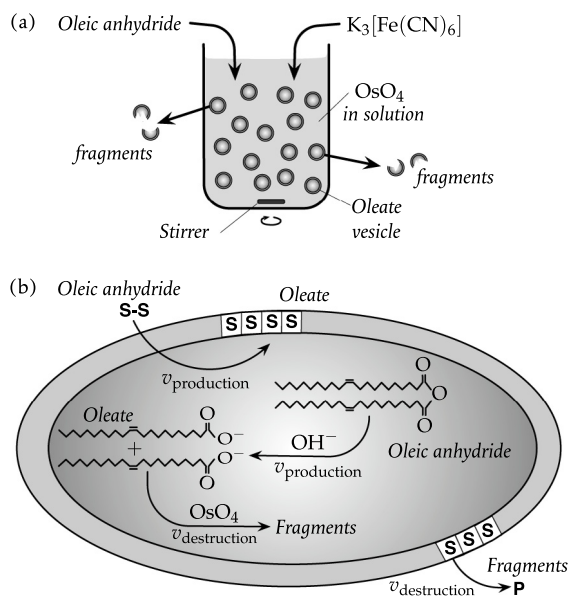 (a)
Oleic anhydride
K₃[Fe(CN)₆]
OsO₄
in solution
fragments
fragments
Oleate
vesicle
Stirrer
(b)
Oleic anhydride
S-S
Oleate
S S S S
vproduction
O
O
O
Oleate
O
O⁻
+
O⁻
O
OH⁻
vproduction
Oleic anhydride
OsO₄
vdestruction
Fragments
S S S
Fragments
vdestruction
P